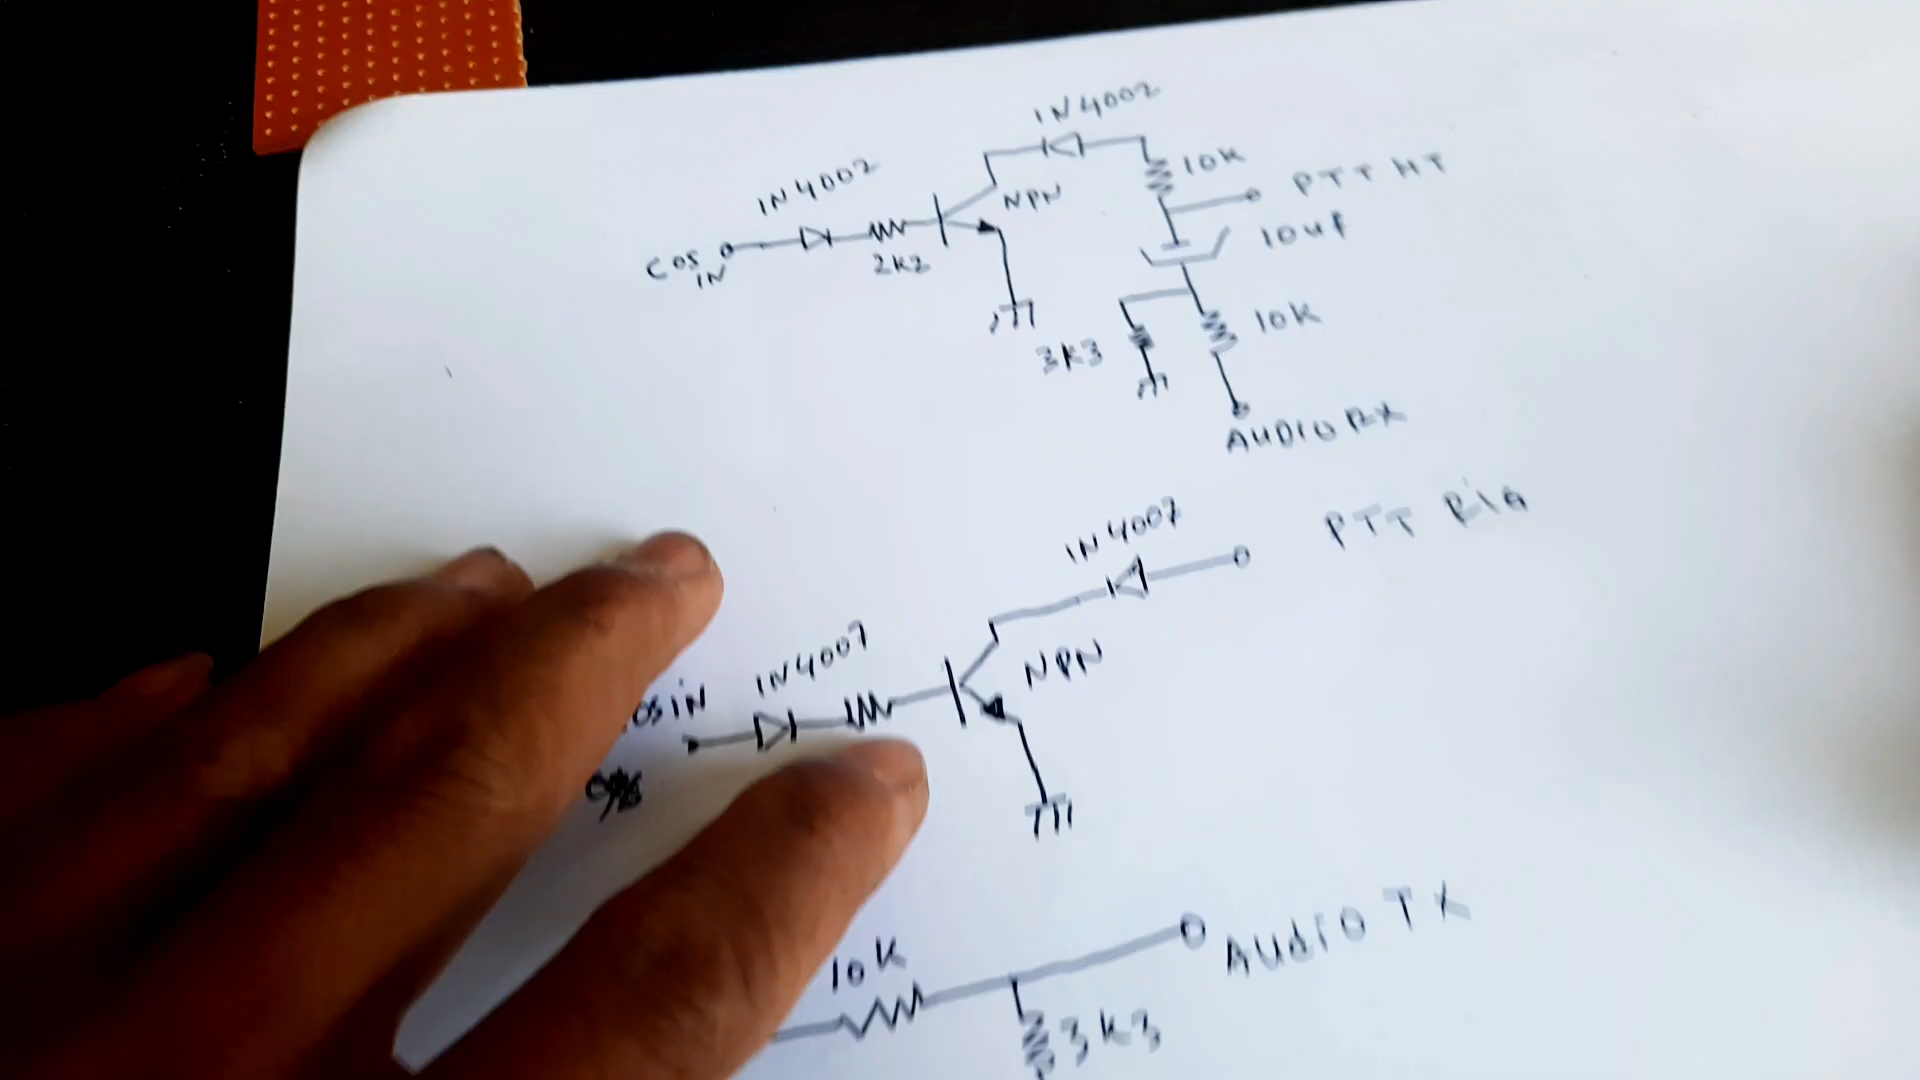 1N4002
10K
PTT HT
1N4002
NPN
10uf
COS IN
2K2
10K
3K3
AUDIO RX
1N4007
PTT RiG
1N4007
NPN
OSiN
10K
AUdiO TX
3K3